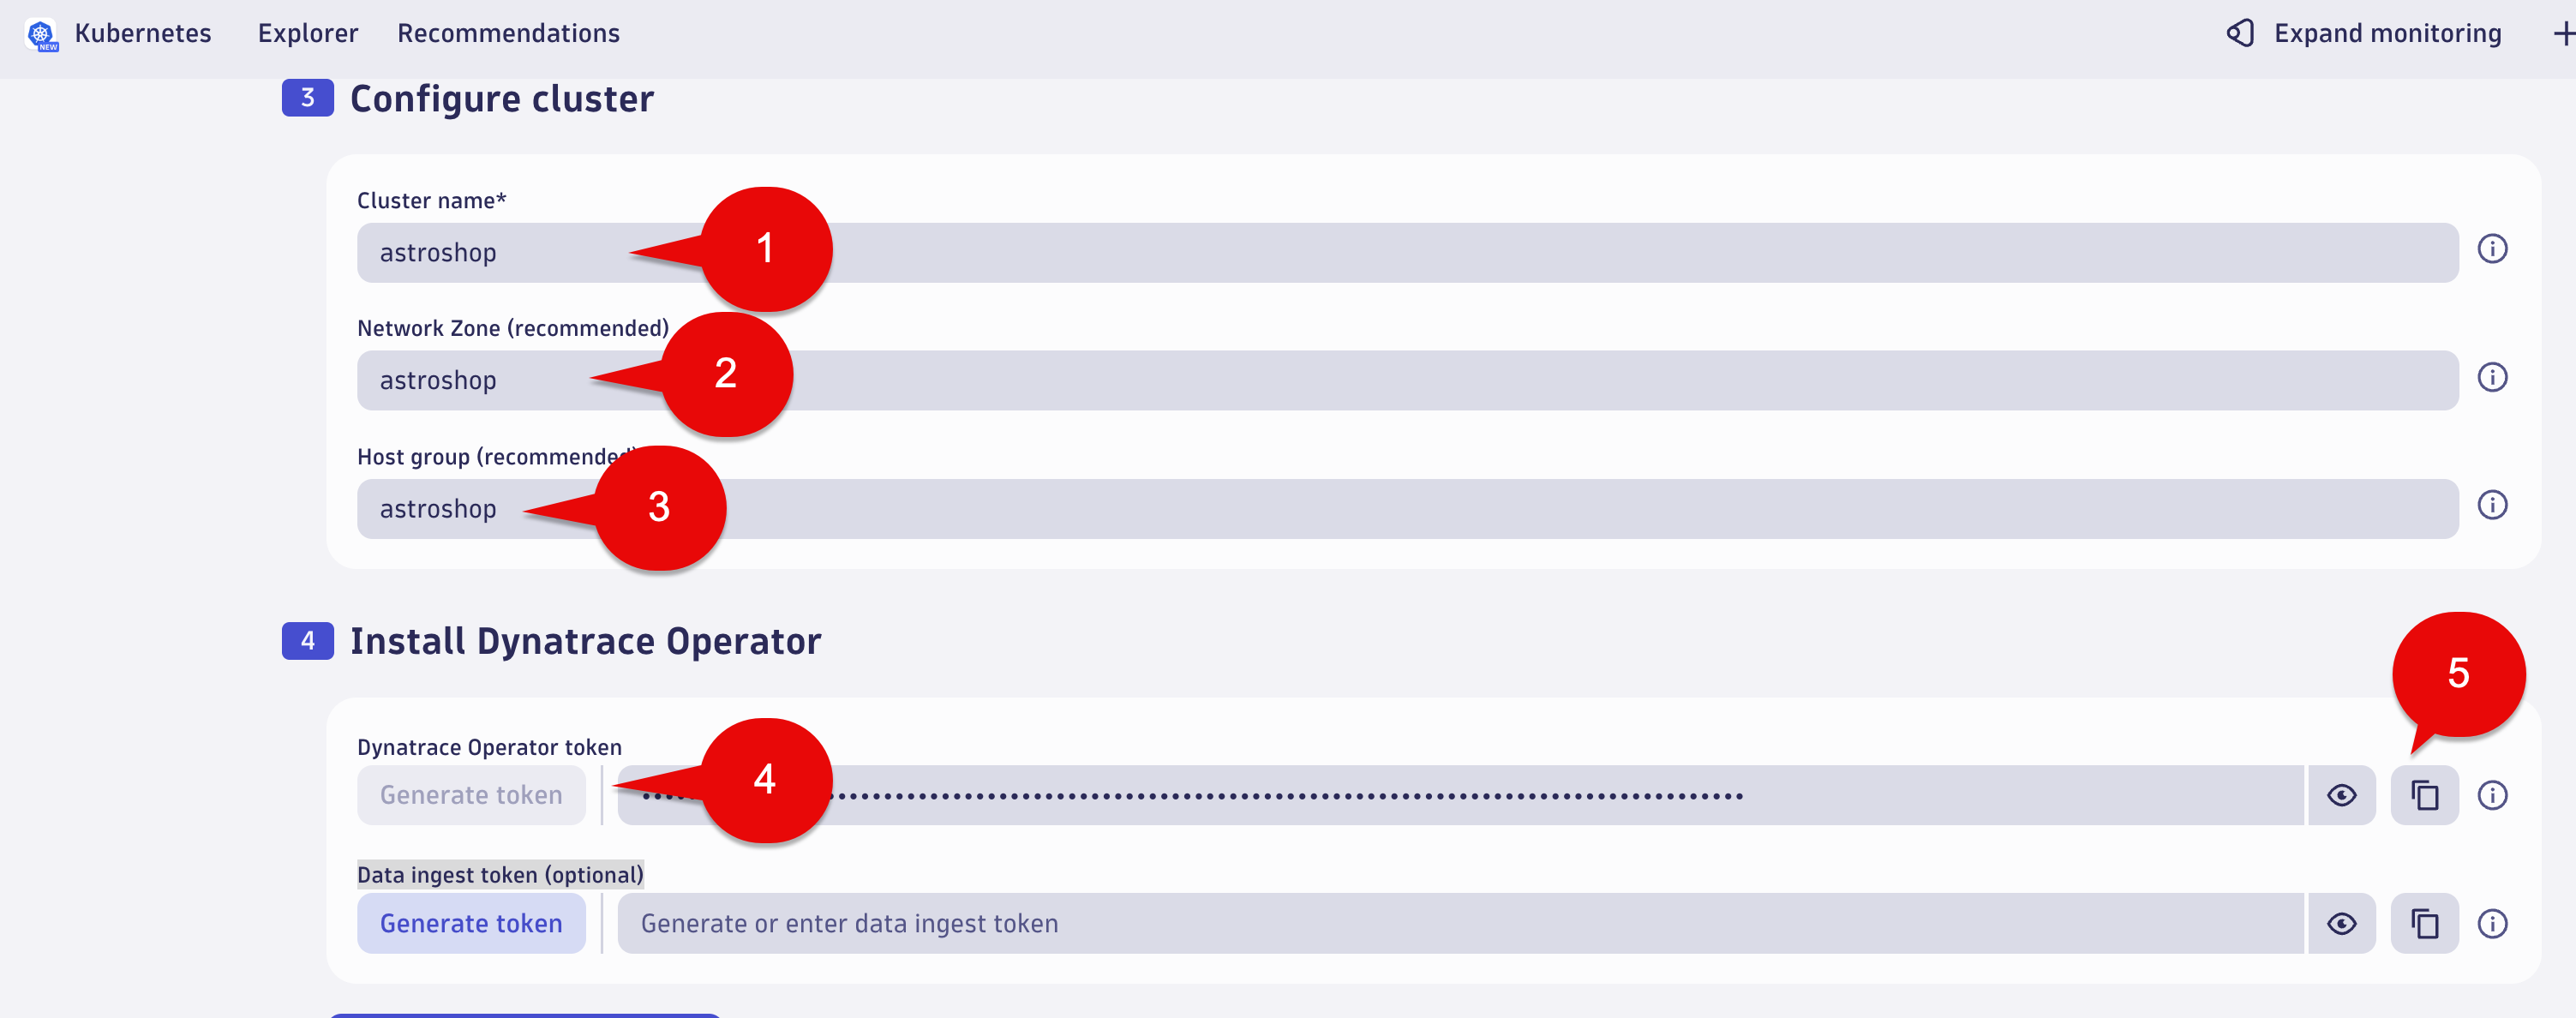 NEW Kubernetes Explorer Recommendations Expand monitoring
3 Configure cluster
Cluster name*
astroshop
1
Network Zone (recommended)
astroshop
2
Host group (recommended)
astroshop
3
4 Install Dynatrace Operator
5
Dynatrace Operator token
Generate token
4
Data ingest token (optional)
Generate token Generate or enter data ingest token